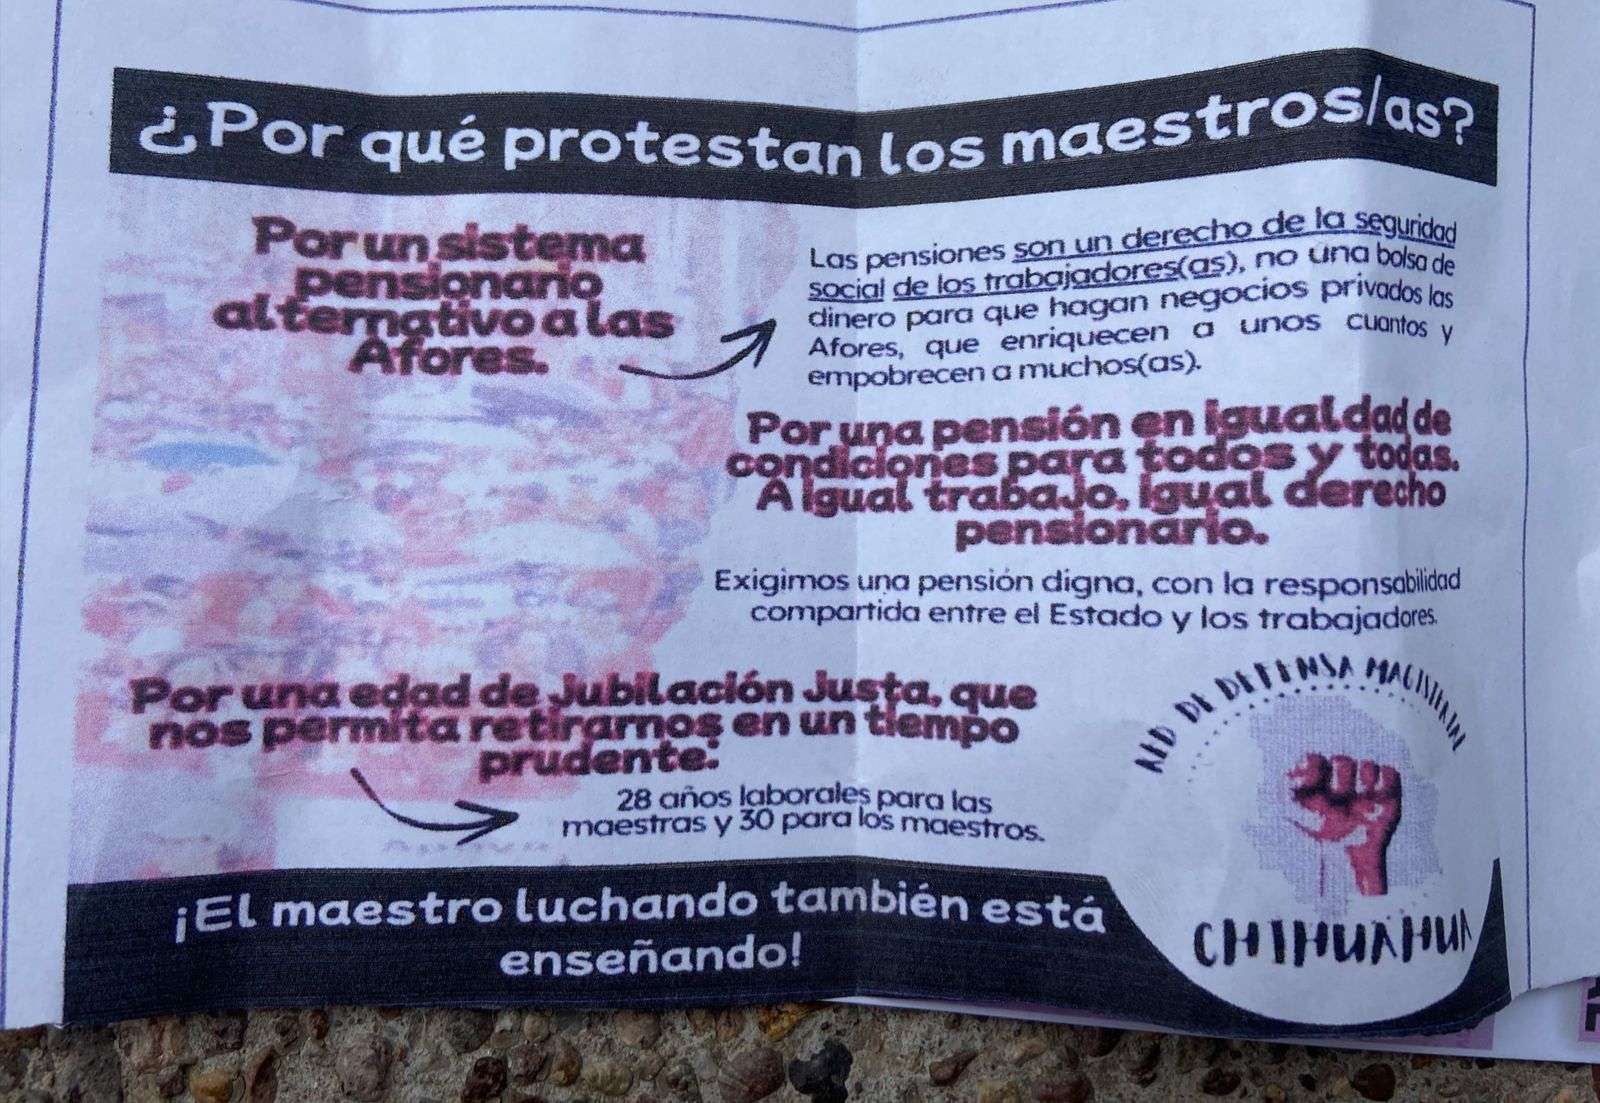 ¿Por qué protestan los maestros/as?
Por un sistema
pensionario
alternativo a las
Afores.
Las pensiones son un derecho de la seguridad
social de los trabajadores(as), no una bolsa de
dinero para que hagan negocios privados las
Afores, que enriquecen a unos cuantos y
empobrecen a muchos(as).
Por una pensión en igualdad de
condiciones para todos y todas.
A igual trabajo, igual derecho
pensionario.
Exigimos una pensión digna, con la responsabilidad
compartida entre el Estado y los trabajadores.
Por una edad de jubilación justa, que
nos permita retirarnos en un tiempo
prudente:
28 años laborales para las
maestras y 30 para los maestros.
RED DE DEFENSA MAGISTERIAL
CHIHUAHUA
¡El maestro luchando también está
enseñando!